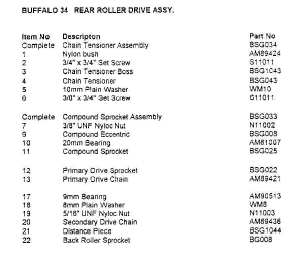 BUFFALO 34 REAR ROLLER DRIVE ASSY.
Item No Descripton Part No
Complete Chain Tensioner Assembly BSG034
1 Nylon bush AM89424
2 3/4" x 3/4" Set Screw S11011
3 Chain Tensioner Boss BSG1043
4 Chain Tensioner BSG043
5 10mm Plain Washer WM10
6 3/8" x ¾" Set Screw S11011
Complete Compound Sprocket Assembly BSG033
7 3/8" UNF Nyloc Nut N11002
9 Compound Eccentric BSG008
10 20mm Bearing AM81007
11 Compound Sprocket BSG025
12 Primary Drive Sprocket BSG022
13 Primary Drive Chain AM89421
17 9mm Bearing AM90513
18 8mm Plain Washer WM8
19 5/16" UNF Nyloc Nut N11003
20 Secondary Drive Chain AM89436
21 Distance Piece BSG1044
22 Back Roller Sprocket BG008